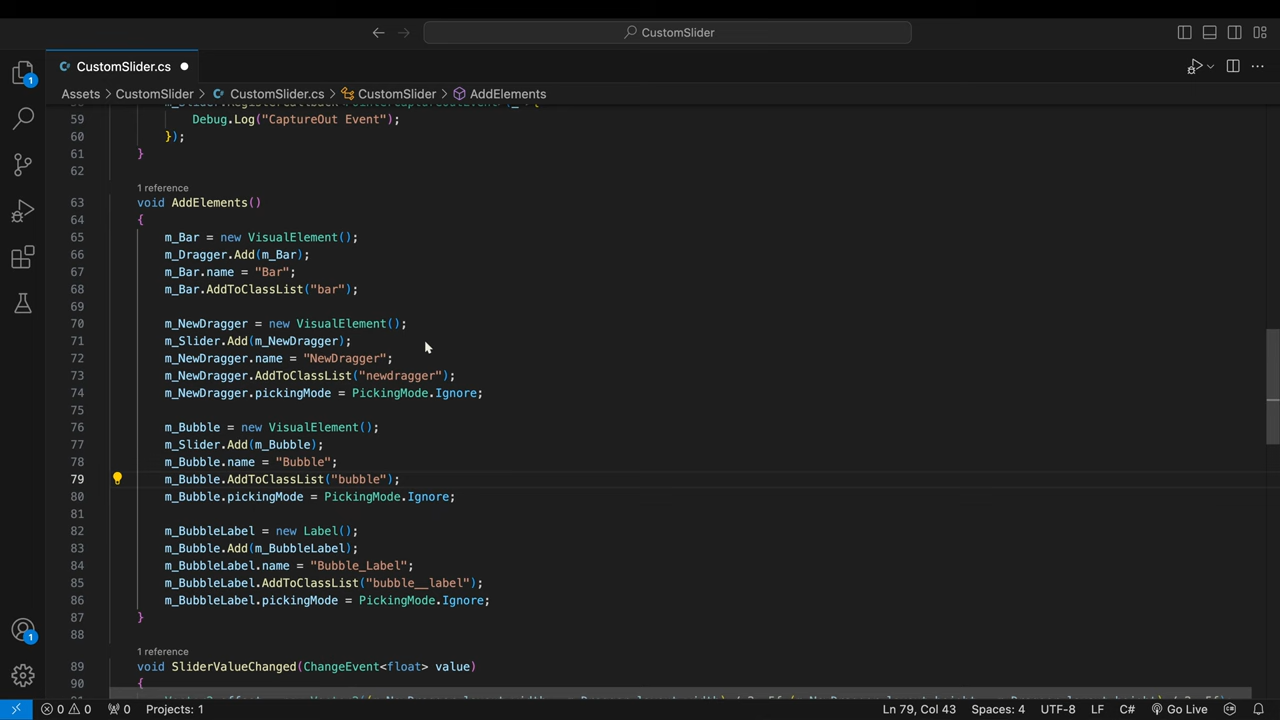 CustomSlider
CustomSlider.cs
Assets > CustomSlider > CustomSlider.cs > CustomSlider > AddElements
59 Debug.Log("CaptureOut Event");
60 });
61 }
62
1 reference
63 void AddElements()
64 {
65 m_Bar = new VisualElement();
66 m_Dragger.Add(m_Bar);
67 m_Bar.name = "Bar";
68 m_Bar.AddToClassList("bar");
69
70 m_NewDragger = new VisualElement();
71 m_Slider.Add(m_NewDragger);
72 m_NewDragger.name = "NewDragger";
73 m_NewDragger.AddToClassList("newdragger");
74 m_NewDragger.pickingMode = PickingMode.Ignore;
75
76 m_Bubble = new VisualElement();
77 m_Slider.Add(m_Bubble);
78 m_Bubble.name = "Bubble";
79 m_Bubble.AddToClassList("bubble");
80 m_Bubble.pickingMode = PickingMode.Ignore;
81
82 m_BubbleLabel = new Label();
83 m_Bubble.Add(m_BubbleLabel);
84 m_BubbleLabel.name = "Bubble_Label";
85 m_BubbleLabel.AddToClassList("bubble__label");
86 m_BubbleLabel.pickingMode = PickingMode.Ignore;
87 }
88
1 reference
89 void SliderValueChanged(ChangeEvent<float> value)
90 {
1
1
0 0 0 Projects: 1 Ln 79, Col 43 Spaces: 4 UTF-8 LF C# Go Live